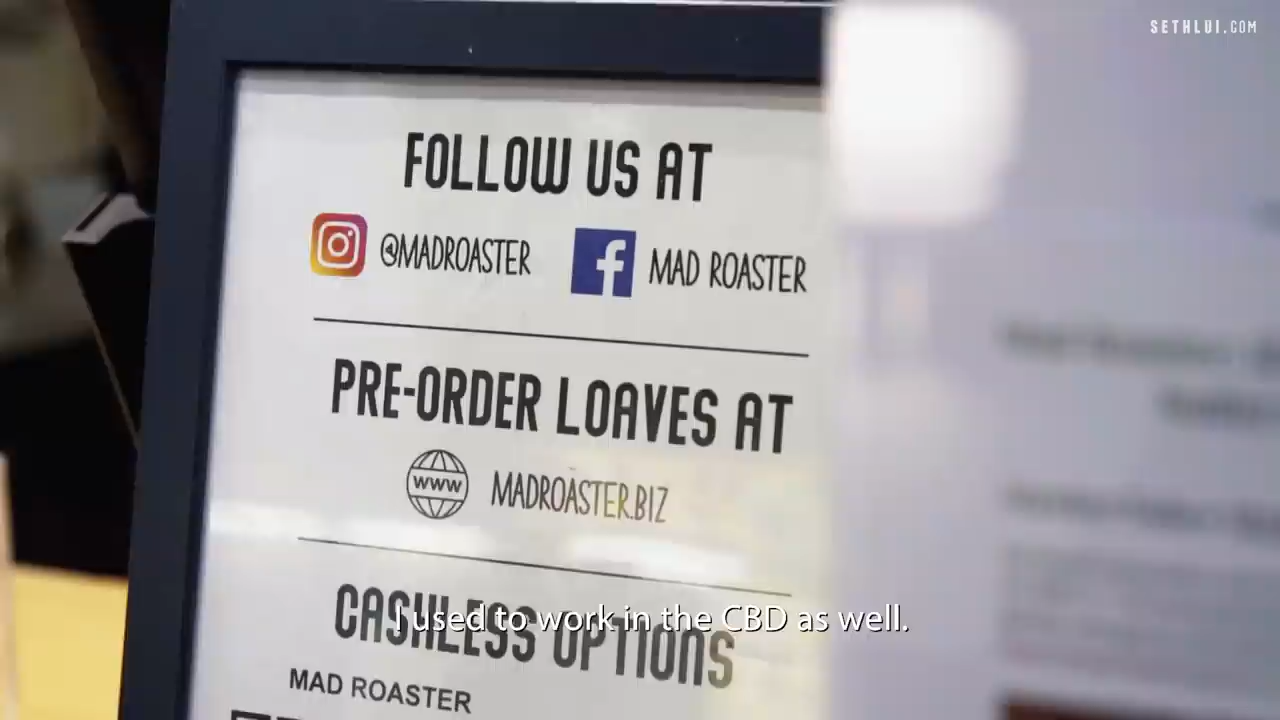 SETHLUI.COM
FOLLOW US AT
@MADROASTER
MAD ROASTER
PRE-ORDER LOAVES AT
WWW
MADROASTER.BIZ
CASHLESS OPTIONS
I used to work in the CBD as well.
MAD ROASTER